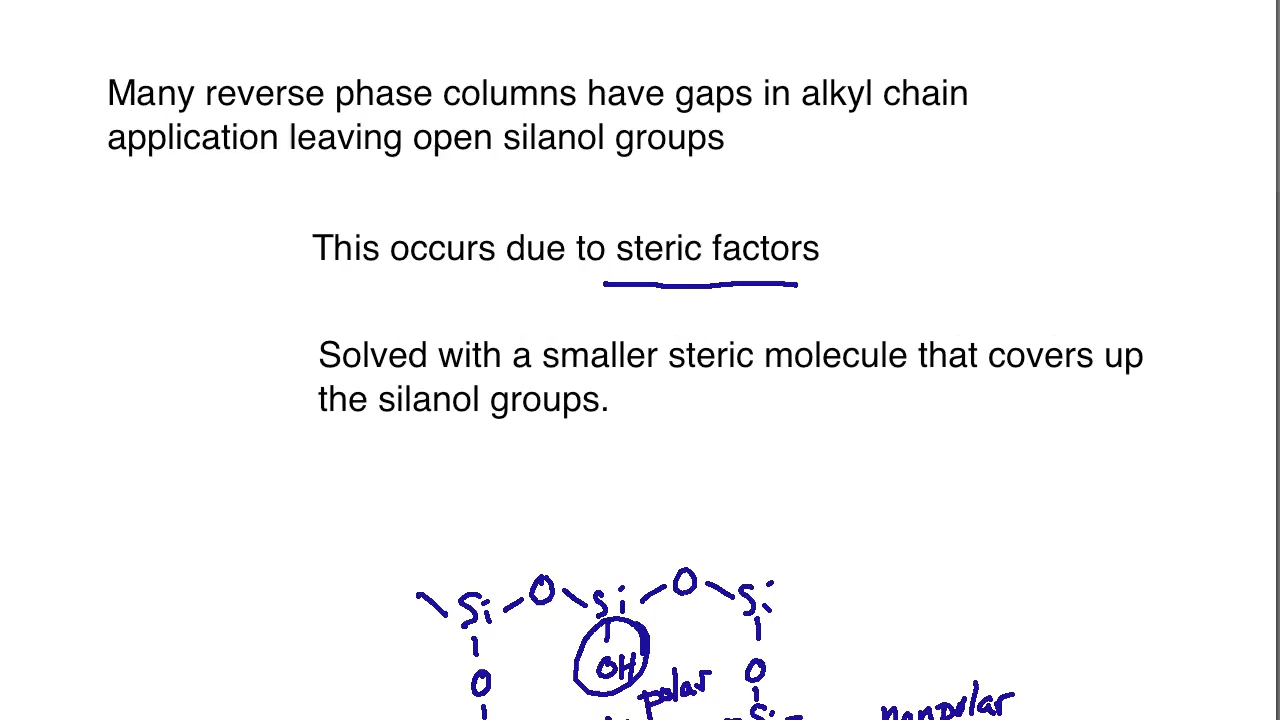 Many reverse phase columns have gaps in alkyl chain
application leaving open silanol groups
This occurs due to steric factors
Solved with a smaller steric molecule that covers up
the silanol groups.
Si O Si O Si
OH
O O
polar
Si nonpolar